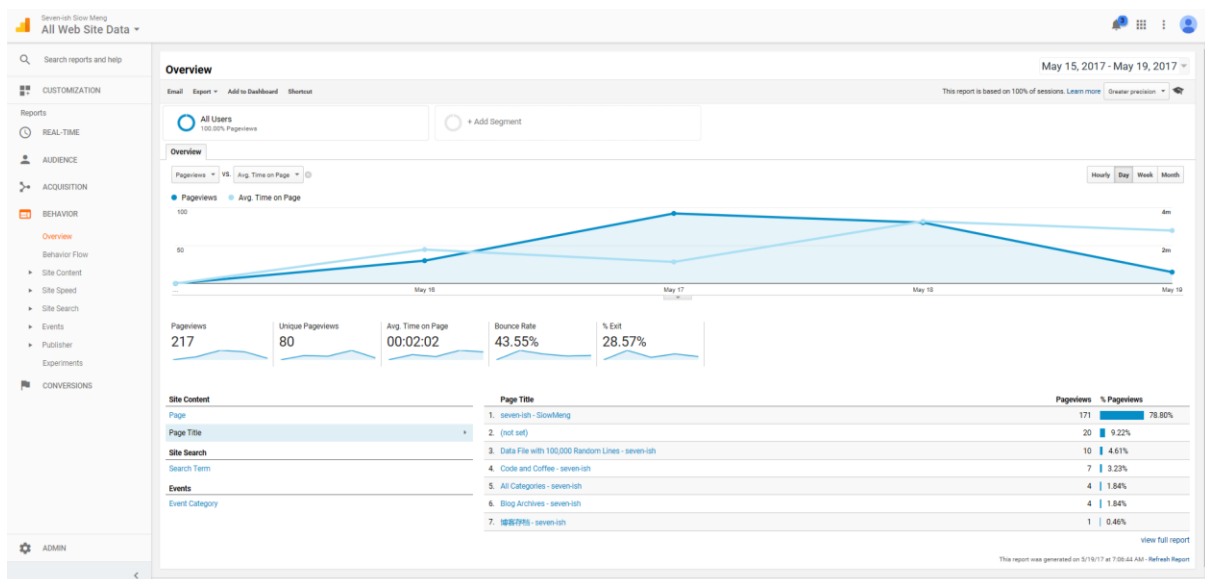 Seven-ish Siow Meng
All Web Site Data
3
Search reports and help
CUSTOMIZATION
Reports
REAL-TIME
AUDIENCE
ACQUISITION
BEHAVIOR
Overview
Behavior Flow
Site Content
Site Speed
Site Search
Events
Publisher
Experiments
CONVERSIONS
ADMIN
Overview
May 15, 2017 - May 19, 2017
Email Export Add to Dashboard Shortcut
This report is based on 100% of sessions. Learn more Greater precision
All Users
100.00% Pageviews
+ Add Segment
Overview
Pageviews VS. Avg. Time on Page
Hourly Day Week Month
Pageviews Avg. Time on Page
100 4m
50 2m
... May 16 May 17 May 18 May 19
Pageviews Unique Pageviews Avg. Time on Page Bounce Rate % Exit
217 80 00:02:02 43.55% 28.57%
Site Content
Page
Page Title
Site Search
Search Term
Events
Event Category
Page Title Pageviews % Pageviews
1. seven-ish - SiowMeng 171 78.80%
2. (not set) 20 9.22%
3. Data File with 100,000 Random Lines - seven-ish 10 4.61%
4. Code and Coffee - seven-ish 7 3.23%
5. All Categories - seven-ish 4 1.84%
6. Blog Archives - seven-ish 4 1.84%
7. 博客存档 - seven-ish 1 0.46%
view full report
This report was generated on 5/19/17 at 7:06:44 AM - Refresh Report